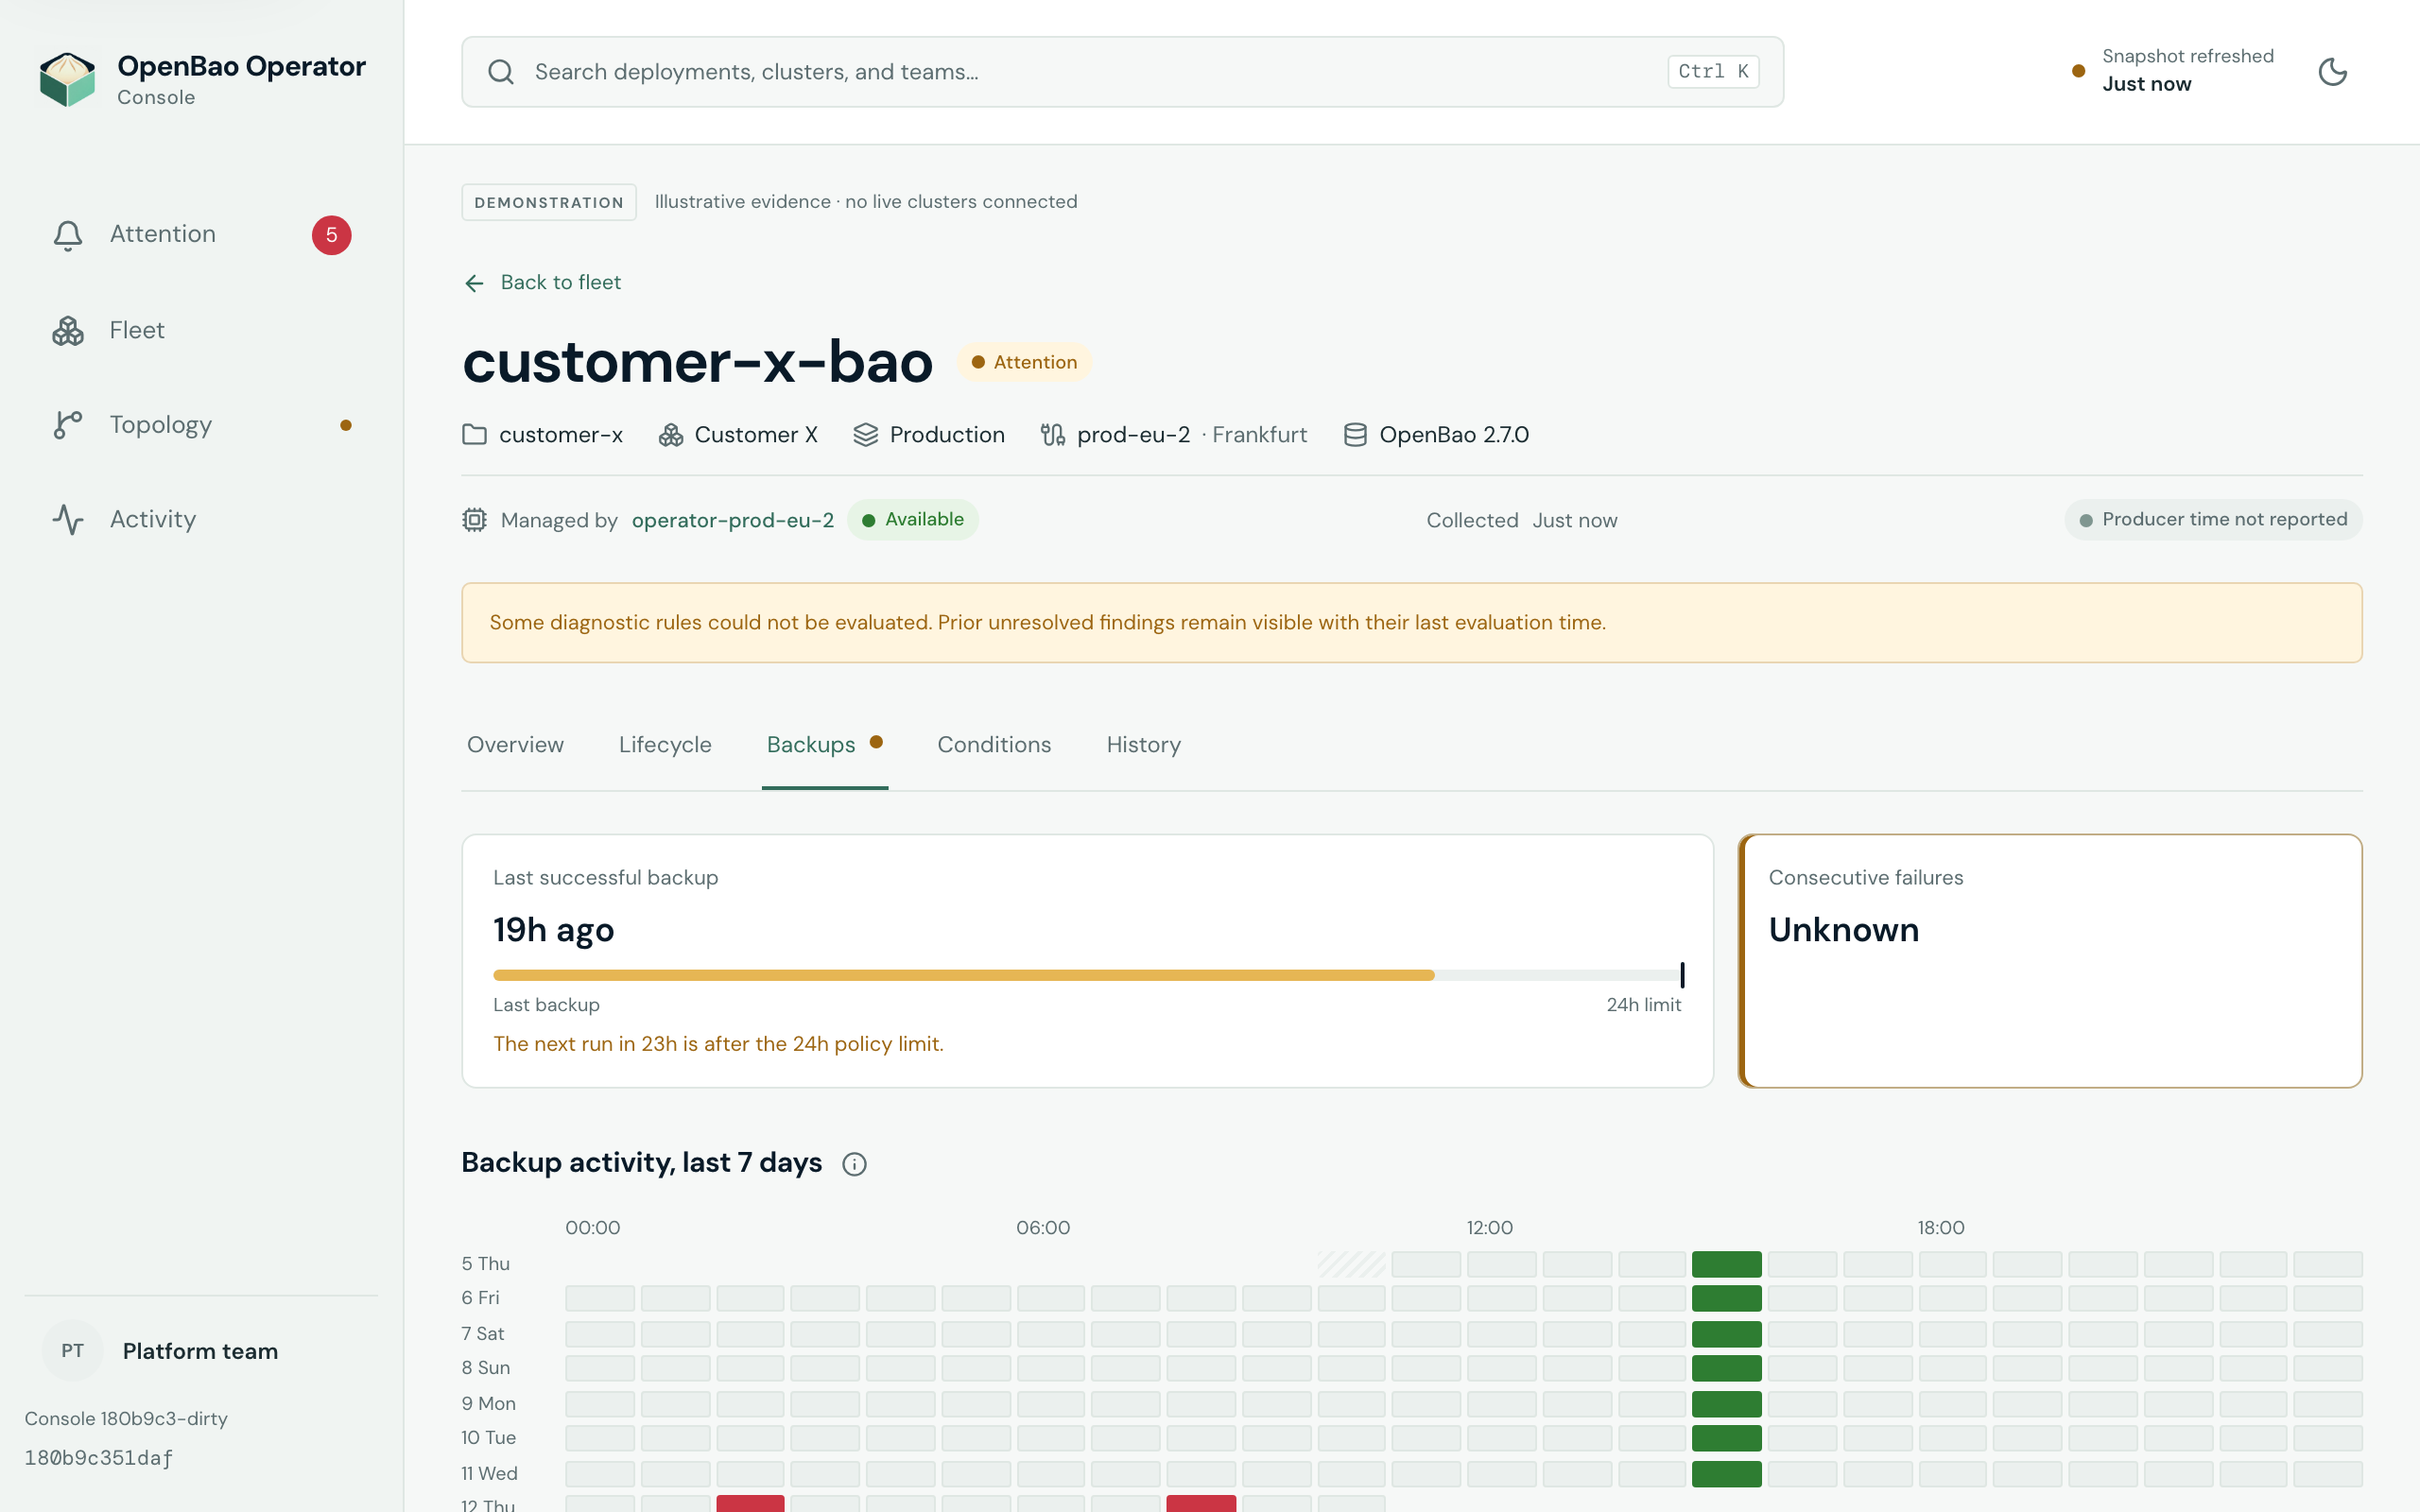 OpenBao Operator
Console
Search deployments, clusters, and teams...
Ctrl K
Snapshot refreshed
Just now
Attention
5
Fleet
Topology
Activity
DEMONSTRATION
Illustrative evidence · no live clusters connected
Back to fleet
customer-x-bao
Attention
customer-x
Customer X
Production
prod-eu-2 · Frankfurt
OpenBao 2.7.0
Managed by operator-prod-eu-2
Available
Collected Just now
Producer time not reported
Some diagnostic rules could not be evaluated. Prior unresolved findings remain visible with their last evaluation time.
Overview
Lifecycle
Backups
Conditions
History
Last successful backup
19h ago
Last backup
24h limit
The next run in 23h is after the 24h policy limit.
Consecutive failures
Unknown
Backup activity, last 7 days
00:00
06:00
12:00
18:00
5 Thu
6 Fri
7 Sat
8 Sun
9 Mon
10 Tue
11 Wed
12 Thu
PT
Platform team
Console 180b9c3-dirty
180b9c351daf